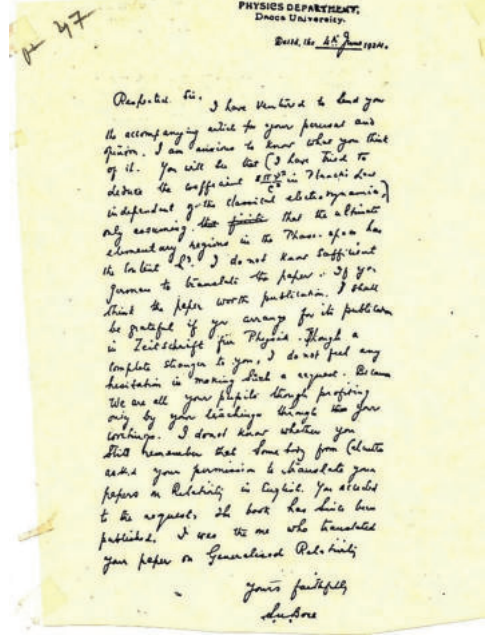 PHYSICS DEPARTMENT,
Dacca University.
Dated, the 4th June 1924.
Respected Sir, I have ventured to send you
the accompanying article for your perusal and
opinion. I am anxious to know what you think
of it. You will see that I have tried to
deduce the coefficient 8πν²/c³ in Planck's Law
independent of the classical electrodynamics,
only assuming that the ultimate
elementary regions in the Phase-space has
the content h³. I do not know sufficient
German to translate the paper. If you
think the paper worth publication, I shall
be grateful if you arrange for its publication
in Zeitschrift für Physik. Though a
complete stranger to you, I do not feel any
hesitation in making such a request. Because
we are all your pupils though profiting
only by your teachings through your
writings. I do not know whether you
still remember that somebody from Calcutta
asked your permission to translate your
papers on Relativity in English. You acceded
to the request. The book has since been
published. I was the one who translated
your paper on Generalised Relativity
Yours faithfully
S. N. Bose